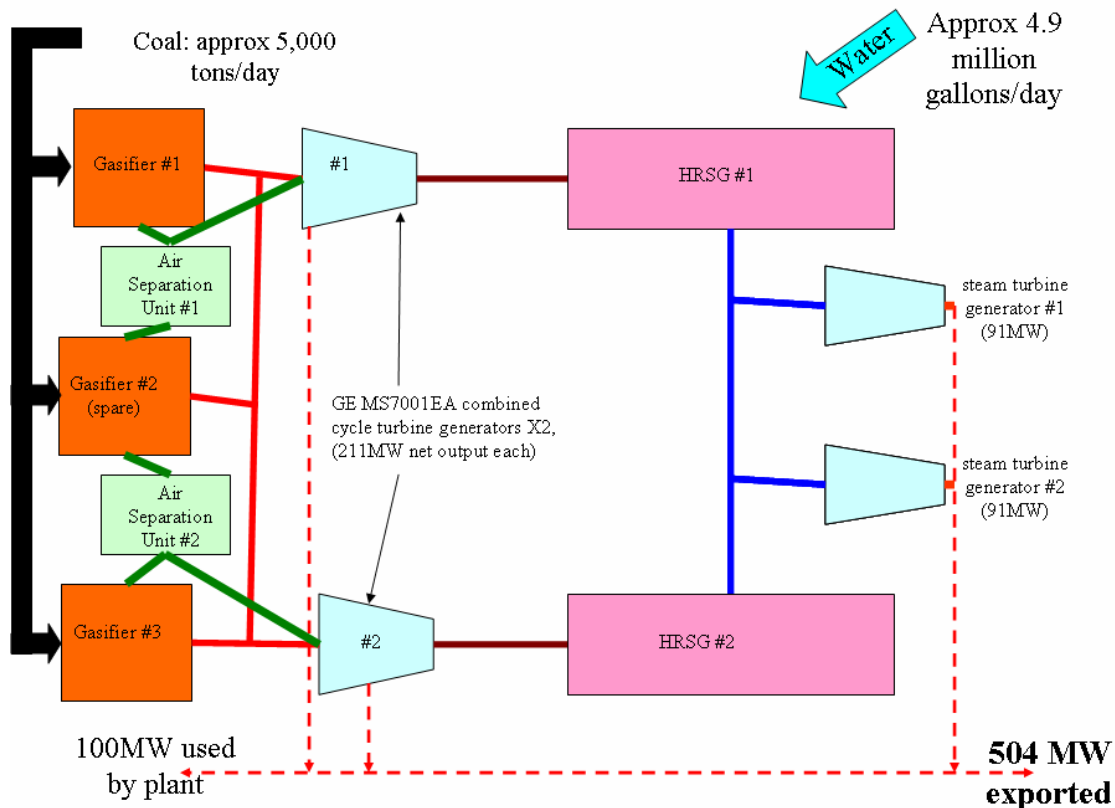 Coal: approx 5,000
tons/day
Water
Approx 4.9
million
gallons/day
Gasifier #1
#1
HRSG #1
Air
Separation
Unit #1
steam turbine
generator #1
(91MW)
Gasifier #2
(spare)
GE MS7001EA combined
cycle turbine generators X2,
(211MW net output each)
Air
Separation
Unit #2
steam turbine
generator #2
(91MW)
Gasifier #3
#2
HRSG #2
100MW used
by plant
504 MW
exported